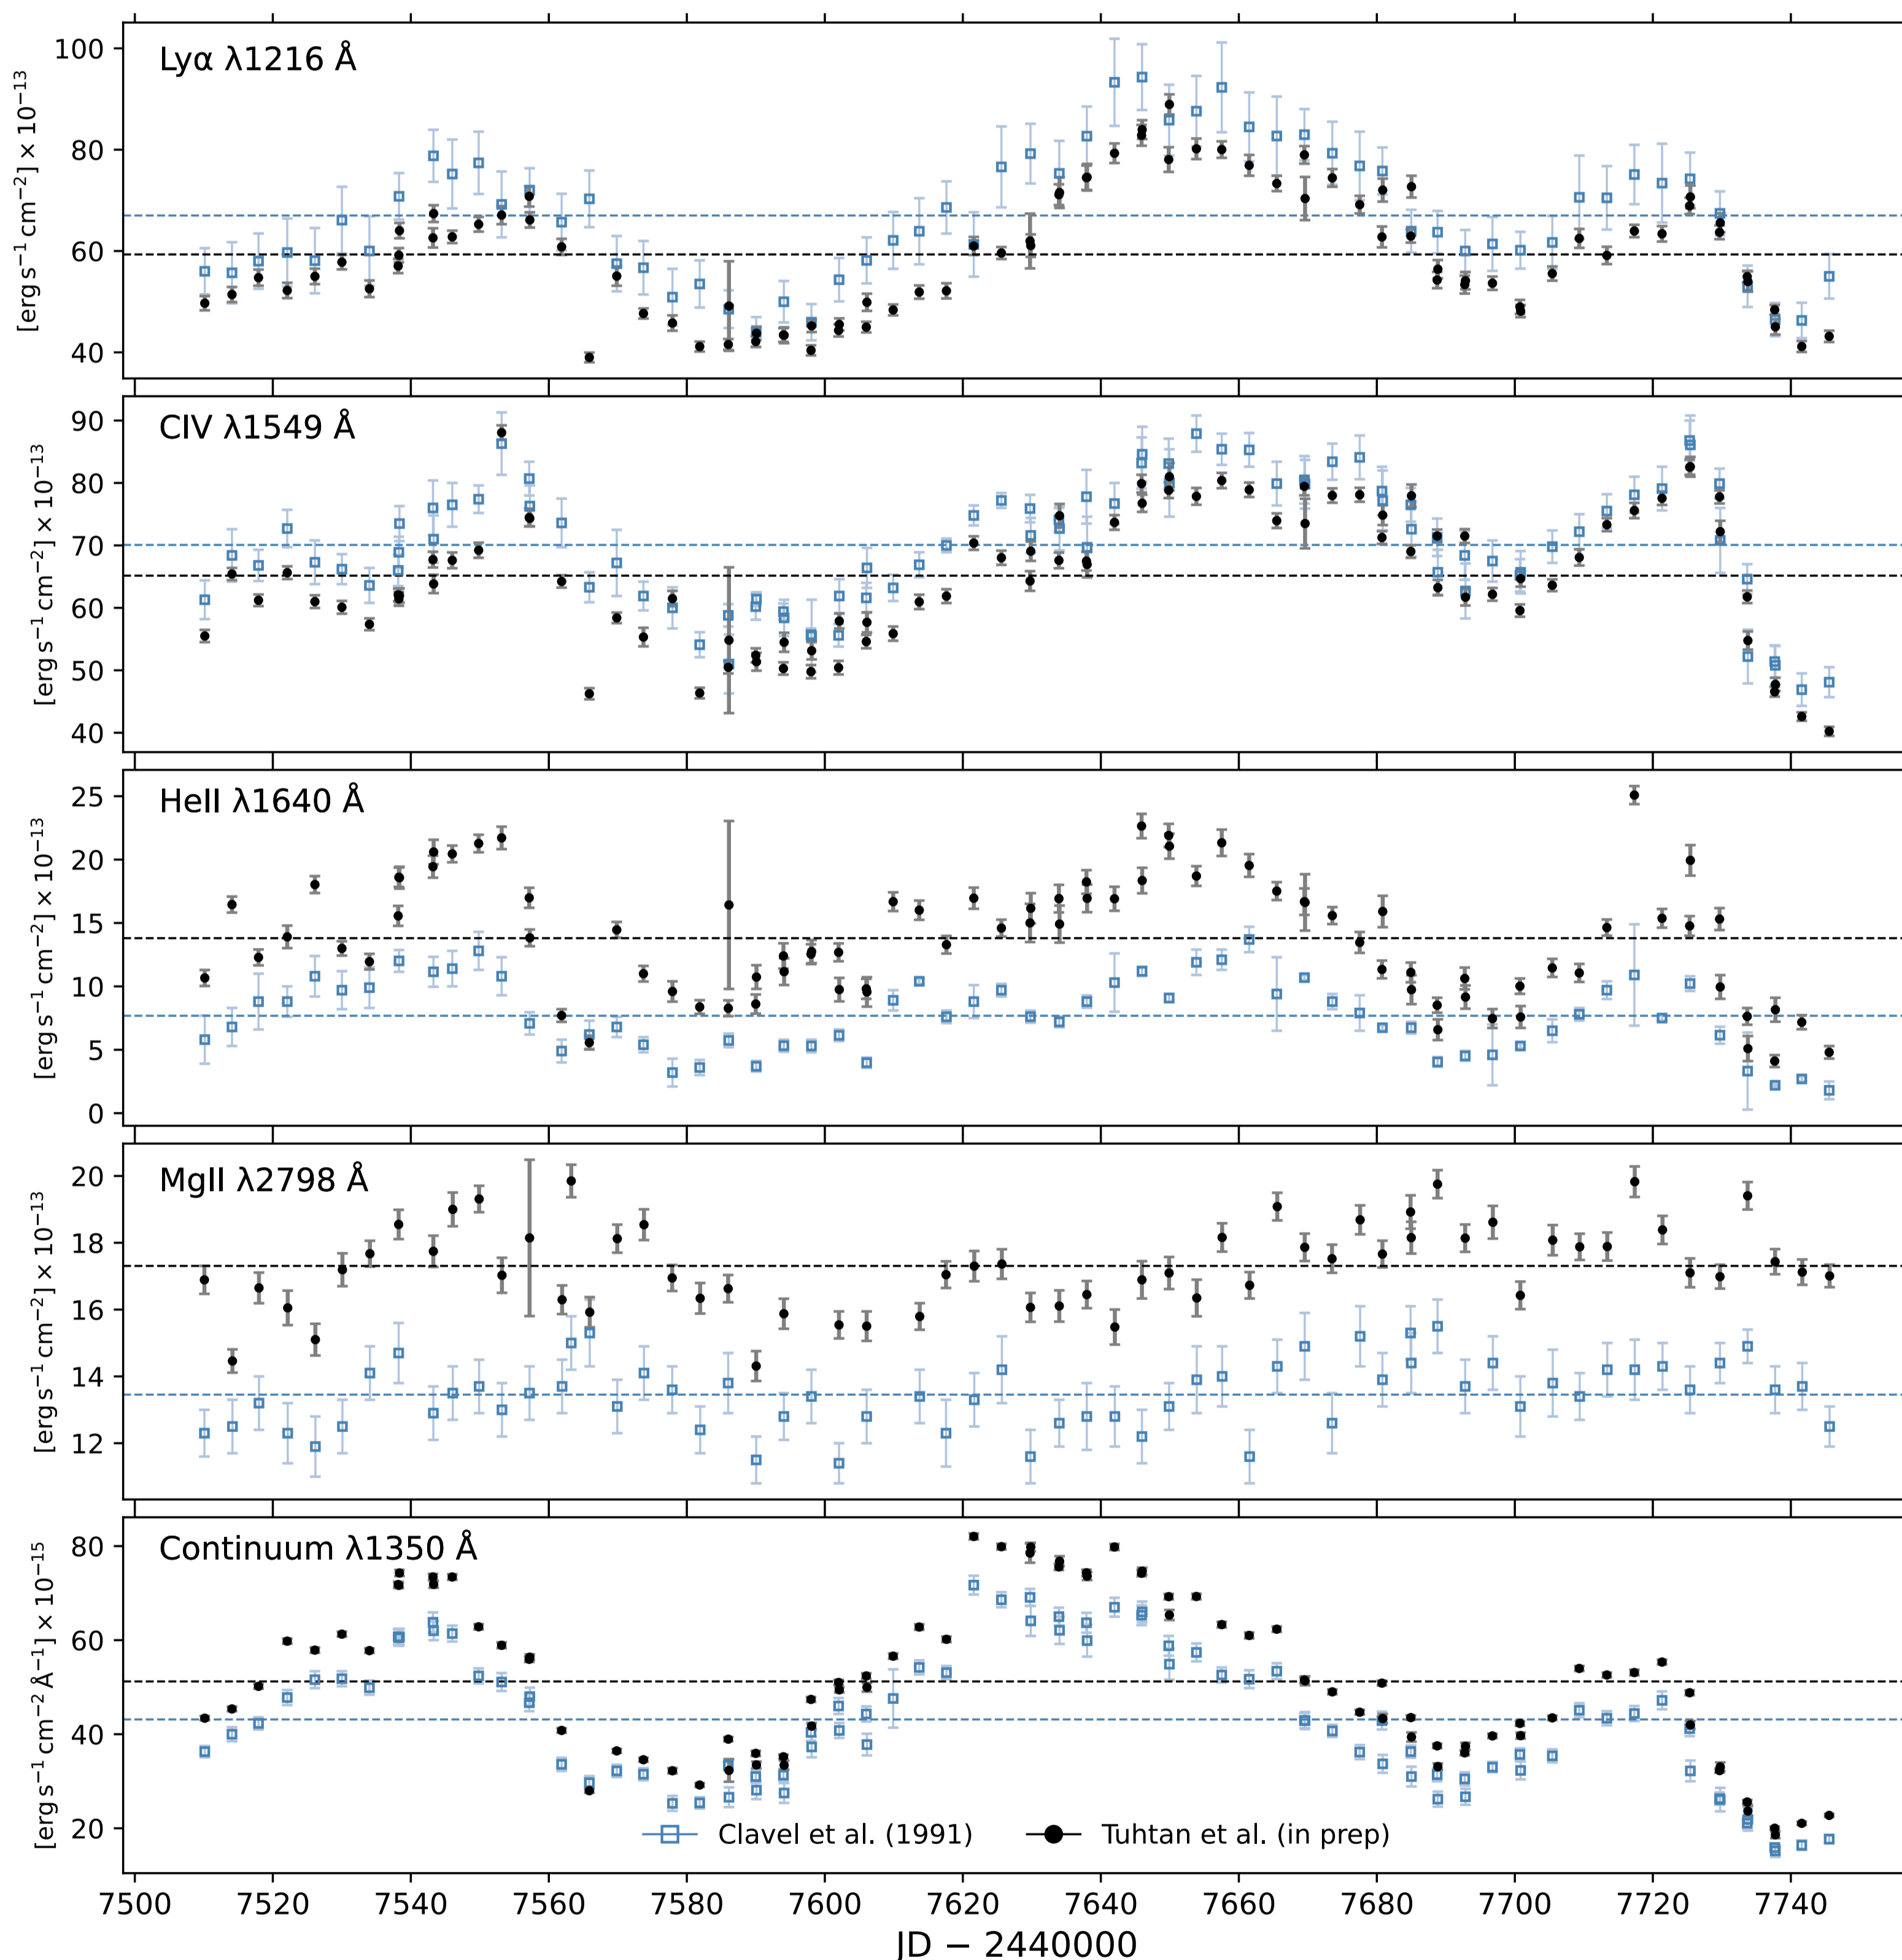 Lyα λ1216 Å
[erg s⁻¹ cm⁻²] × 10⁻¹³
100
80
60
40
CIV λ1549 Å
[erg s⁻¹ cm⁻²] × 10⁻¹³
90
80
70
60
50
40
HeII λ1640 Å
[erg s⁻¹ cm⁻²] × 10⁻¹³
25
20
15
10
5
0
MgII λ2798 Å
[erg s⁻¹ cm⁻²] × 10⁻¹³
20
18
16
14
12
Continuum λ1350 Å
[erg s⁻¹ cm⁻² Å⁻¹] × 10⁻¹⁵
80
60
40
20
Clavel et al. (1991) Tuhtan et al. (in prep)
7500 7520 7540 7560 7580 7600 7620 7640 7660 7680 7700 7720 7740
JD − 2440000